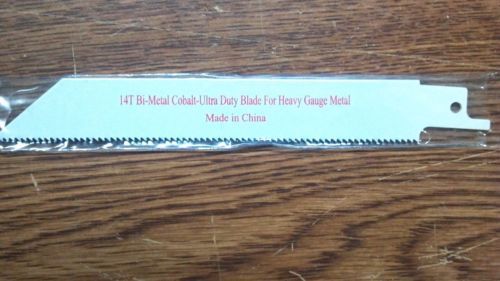 14T Bi-Metal Cobalt-Ultra Duty Blade For Heavy Gauge Metal
Made in China